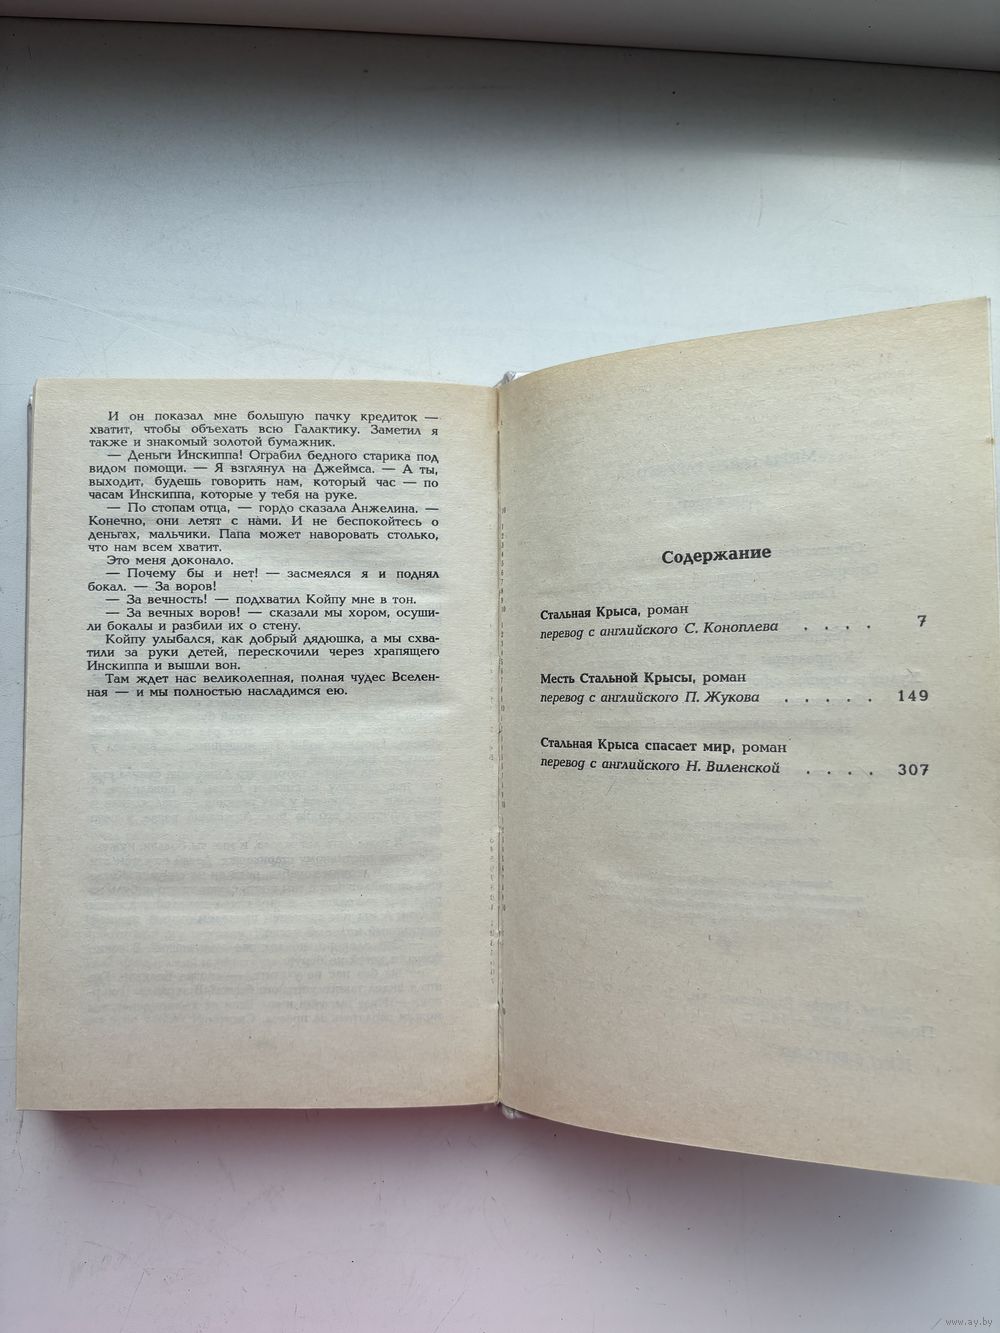 И он показал мне большую пачку кредиток —
хватит, чтобы объехать всю Галактику. Заметил я
также и знакомый золотой бумажник.
— Деньги Инскиппа! Ограбил бедного старика под
видом помощи. — Я взглянул на Джеймса. — А ты,
выходит, будешь говорить нам, который час — по
часам Инскиппа, которые у тебя на руке.
— По стопам отца, — гордо сказала Анжелина. —
Конечно, они летят с нами. И не беспокойтесь о
деньгах, мальчики. Папа может наворовать столько,
что нам всем хватит.
Это меня доконало.
— Почему бы и нет! — засмеялся я и поднял
бокал. — За воров!
— За вечность! — подхватил Койпу мне в тон.
— За вечных воров! — сказали мы хором, осуши-
ли бокалы и разбили их о стену.
Койпу улыбался, как добрый дядюшка, а мы схва-
тили за руки детей, перескочили через храпящего
Инскиппа и вышли вон.
Там ждет нас великолепная, полная чудес Вселен-
ная — и мы полностью насладимся ею.
Содержание
Стальная Крыса, роман
перевод с английского С. Коноплева . . . . 7
Месть Стальной Крысы, роман
перевод с английского П. Жукова . . . . . 149
Стальная Крыса спасает мир, роман
перевод с английского Н. Виленской . . . . 307
www.ay.by